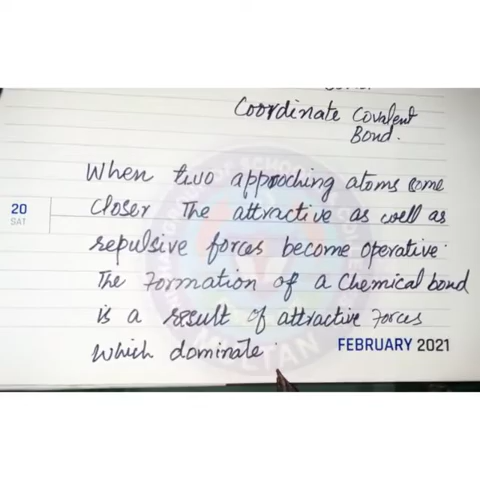 Coordinate Covalent
Bond.
When two approching atoms come
20
SAT
closer The attractive as well as
repulsive forces become operative.
The Formation of a Chemical bond
is a result of attractive Forces
which dominate.
FEBRUARY 2021